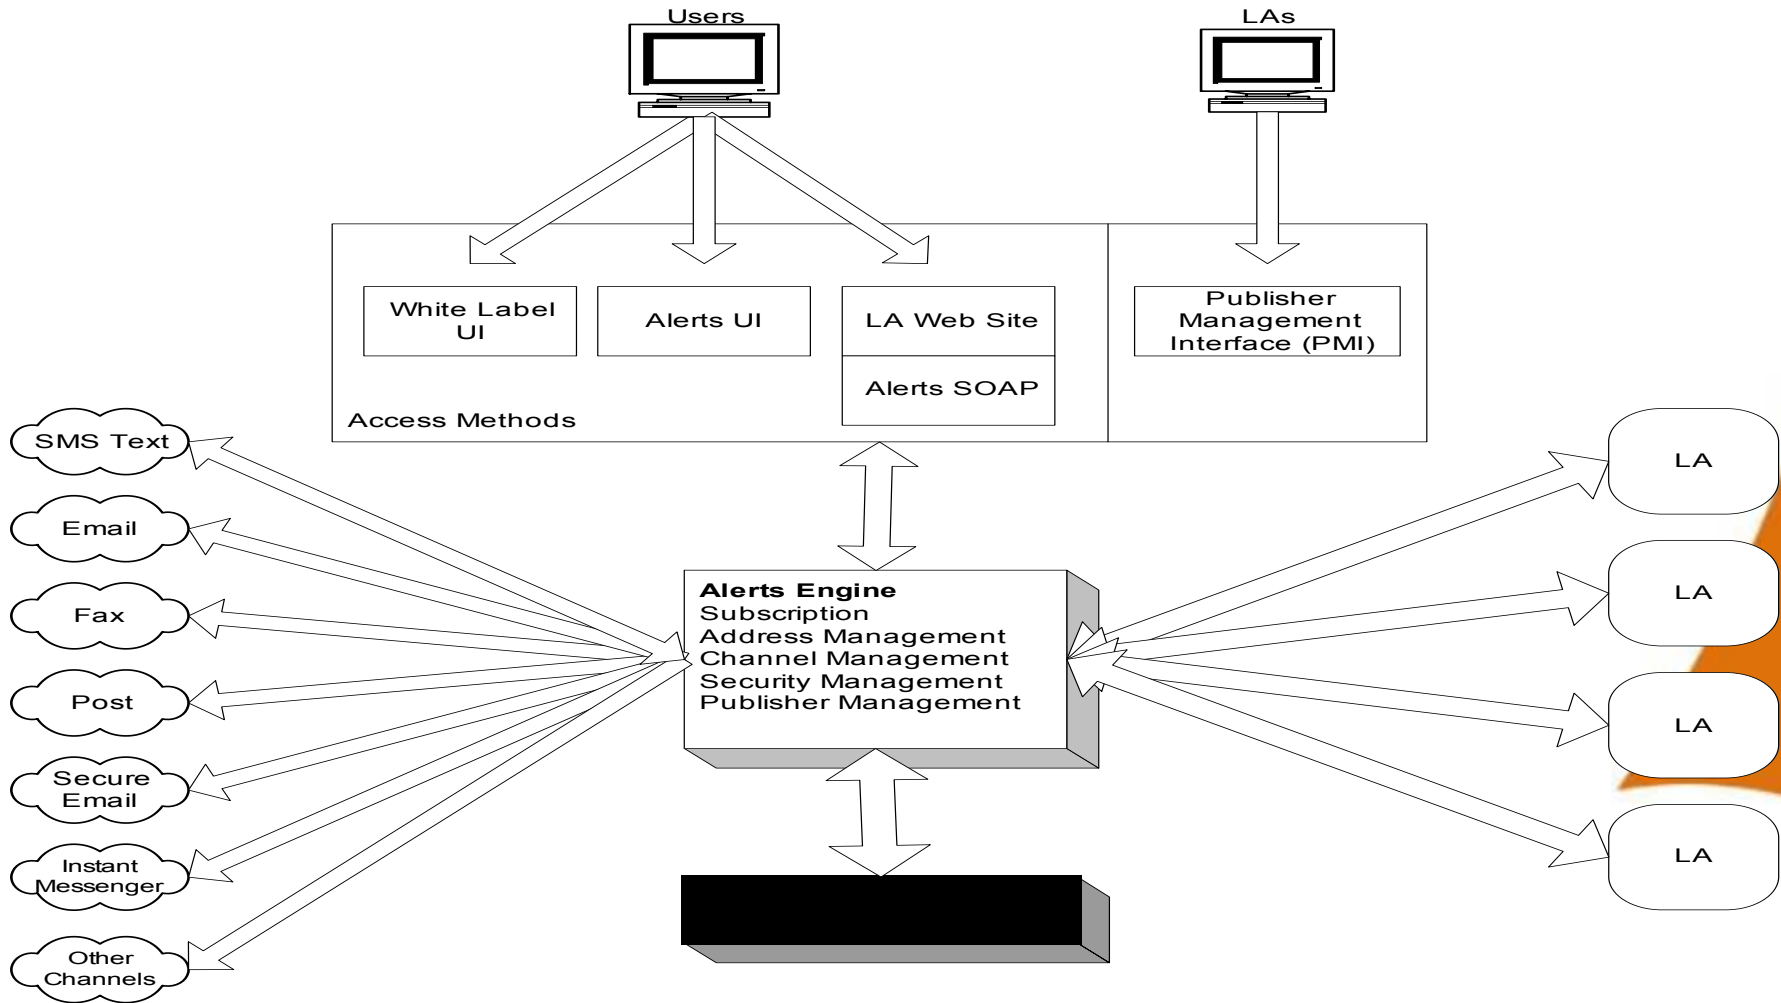 Users
LAs
White Label
UI
Alerts UI
LA Web Site
Alerts SOAP
Access Methods
Publisher
Management
Interface (PMI)
SMS Text
Email
Fax
Post
Secure
Email
Instant
Messenger
Other
Channels
Alerts Engine
Subscription
Address Management
Channel Management
Security Management
Publisher Management
LA
LA
LA
LA